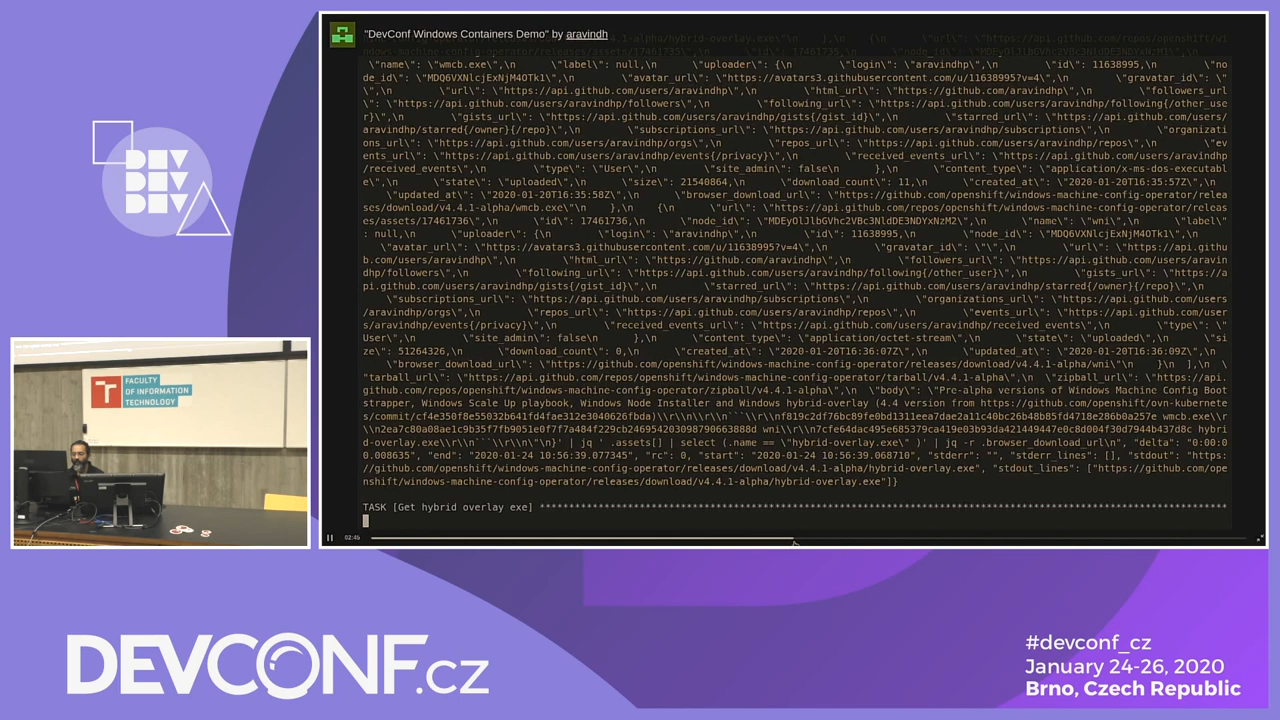 "DevConf Windows Containers Demo" by aravindh
\"name\": \"wmcb.exe\",\n \"label\": null,\n \"uploader\": {\n \"login\": \"aravindhp\",\n \"id\": 11638995,\n \"no
de_id\": \"MDQ6VXNlcjExNjM4OTk1\",\n \"avatar_url\": \"https://avatars3.githubusercontent.com/u/11638995?v=4\",\n \"gravatar_id\": \"
\",\n \"url\": \"https://api.github.com/users/aravindhp\",\n \"html_url\": \"https://github.com/aravindhp\",\n \"followers_url
\": \"https://api.github.com/users/aravindhp/followers\",\n \"following_url\": \"https://api.github.com/users/aravindhp/following{/other_use
r}\",\n \"gists_url\": \"https://api.github.com/users/aravindhp/gists{/gist_id}\",\n \"starred_url\": \"https://api.github.com/users/
aravindhp/starred{/owner}{/repo}\",\n \"subscriptions_url\": \"https://api.github.com/users/aravindhp/subscriptions\",\n \"organizati
ons_url\": \"https://api.github.com/users/aravindhp/orgs\",\n \"repos_url\": \"https://api.github.com/users/aravindhp/repos\",\n \"ev
ents_url\": \"https://api.github.com/users/aravindhp/events{/privacy}\",\n \"received_events_url\": \"https://api.github.com/users/aravindhp
/received_events\",\n \"type\": \"User\",\n \"site_admin\": false\n },\n \"content_type\": \"application/x-ms-dos-executabl
e\",\n \"state\": \"uploaded\",\n \"size\": 21540864,\n \"download_count\": 11,\n \"created_at\": \"2020-01-20T16:35:57Z\",\n
\"updated_at\": \"2020-01-20T16:35:58Z\",\n \"browser_download_url\": \"https://github.com/openshift/windows-machine-config-operator/relea
ses/download/v4.4.1-alpha/wmcb.exe\"\n },\n {\n \"url\": \"https://api.github.com/repos/openshift/windows-machine-config-operator/releas
es/assets/17461736\",\n \"id\": 17461736,\n \"node_id\": \"MDEyOlJlbGVhc2VBc3NldDE3NDYxNzM2\",\n \"name\": \"wni\",\n \"label\"
: null,\n \"uploader\": {\n \"login\": \"aravindhp\",\n \"id\": 11638995,\n \"node_id\": \"MDQ6VXNlcjExNjM4OTk1\",\n
\"avatar_url\": \"https://avatars3.githubusercontent.com/u/11638995?v=4\",\n \"gravatar_id\": \"\",\n \"url\": \"https://api.githu
b.com/users/aravindhp\",\n \"html_url\": \"https://github.com/aravindhp\",\n \"followers_url\": \"https://api.github.com/users/aravin
dhp/followers\",\n \"following_url\": \"https://api.github.com/users/aravindhp/following{/other_user}\",\n \"gists_url\": \"https://a
pi.github.com/users/aravindhp/gists{/gist_id}\",\n \"starred_url\": \"https://api.github.com/users/aravindhp/starred{/owner}{/repo}\",\n
\"subscriptions_url\": \"https://api.github.com/users/aravindhp/subscriptions\",\n \"organizations_url\": \"https://api.github.com/users
/aravindhp/orgs\",\n \"repos_url\": \"https://api.github.com/users/aravindhp/repos\",\n \"events_url\": \"https://api.github.com/user
s/aravindhp/events{/privacy}\",\n \"received_events_url\": \"https://api.github.com/users/aravindhp/received_events\",\n \"type\": \"
User\",\n \"site_admin\": false\n },\n \"content_type\": \"application/octet-stream\",\n \"state\": \"uploaded\",\n \"si
ze\": 51264326,\n \"download_count\": 0,\n \"created_at\": \"2020-01-20T16:36:07Z\",\n \"updated_at\": \"2020-01-20T16:36:09Z\",\n
\"browser_download_url\": \"https://github.com/openshift/windows-machine-config-operator/releases/download/v4.4.1-alpha/wni\"\n }\n ],\n \
\"tarball_url\": \"https://api.github.com/repos/openshift/windows-machine-config-operator/tarball/v4.4.1-alpha\",\n \"zipball_url\": \"https://api.
github.com/repos/openshift/windows-machine-config-operator/zipball/v4.4.1-alpha\",\n \"body\": \"Pre-alpha versions of Windows Machine Config Boot
strapper, Windows Scale Up playbook, Windows Node Installer and Windows hybrid-overlay (4.4 version from https://github.com/openshift/ovn-kubernete
s/commit/cf4e350f8e55032b641fd4fae312e3040626fbda)\\r\\n\\r\\n```\\r\\nf819c2df76bc89fe0bd1311eea7dae2a11c40bc26b48b85fd4718e286b0a257e wmcb.exe\\r
\\n2ea7c80a08ae1c9b35f7fb9051e0f7f7a484f229cb246954203098790663888d wni\\r\\n7cfe64dac495e685379ca419e03b93da421449447e0c8d004f30d7944b437d8c hybri
d-overlay.exe\\r\\n```\\r\\n\"\n}' | jq ' .assets[] | select (.name == \"hybrid-overlay.exe\" )' | jq -r .browser_download_url\n", "delta": "0:00:0
0.008635", "end": "2020-01-24 10:56:39.077345", "rc": 0, "start": "2020-01-24 10:56:39.068710", "stderr": "", "stderr_lines": [], "stdout": "https:
//github.com/openshift/windows-machine-config-operator/releases/download/v4.4.1-alpha/hybrid-overlay.exe", "stdout_lines": ["https://github.com/ope
nshift/windows-machine-config-operator/releases/download/v4.4.1-alpha/hybrid-overlay.exe"]}
TASK [Get hybrid overlay exe] ****************************************************************************************************************
02:45
DEV
DEV
DEV
T
FACULTY
OF INFORMATION
TECHNOLOGY
DEVCONF.cz
#devconf_cz
January 24-26, 2020
Brno, Czech Republic